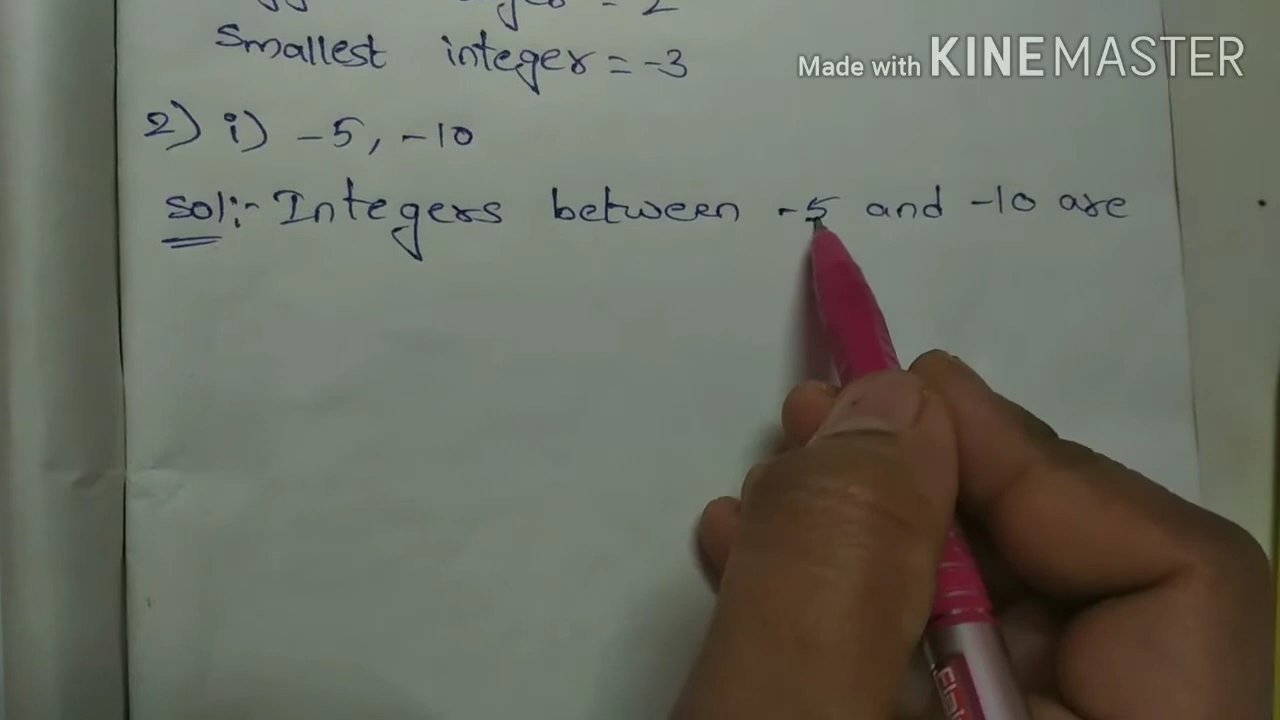 Smallest integer = -3
Made with KINEMASTER
2) i) -5, -10
Sol:- Integers between -5 and -10 are